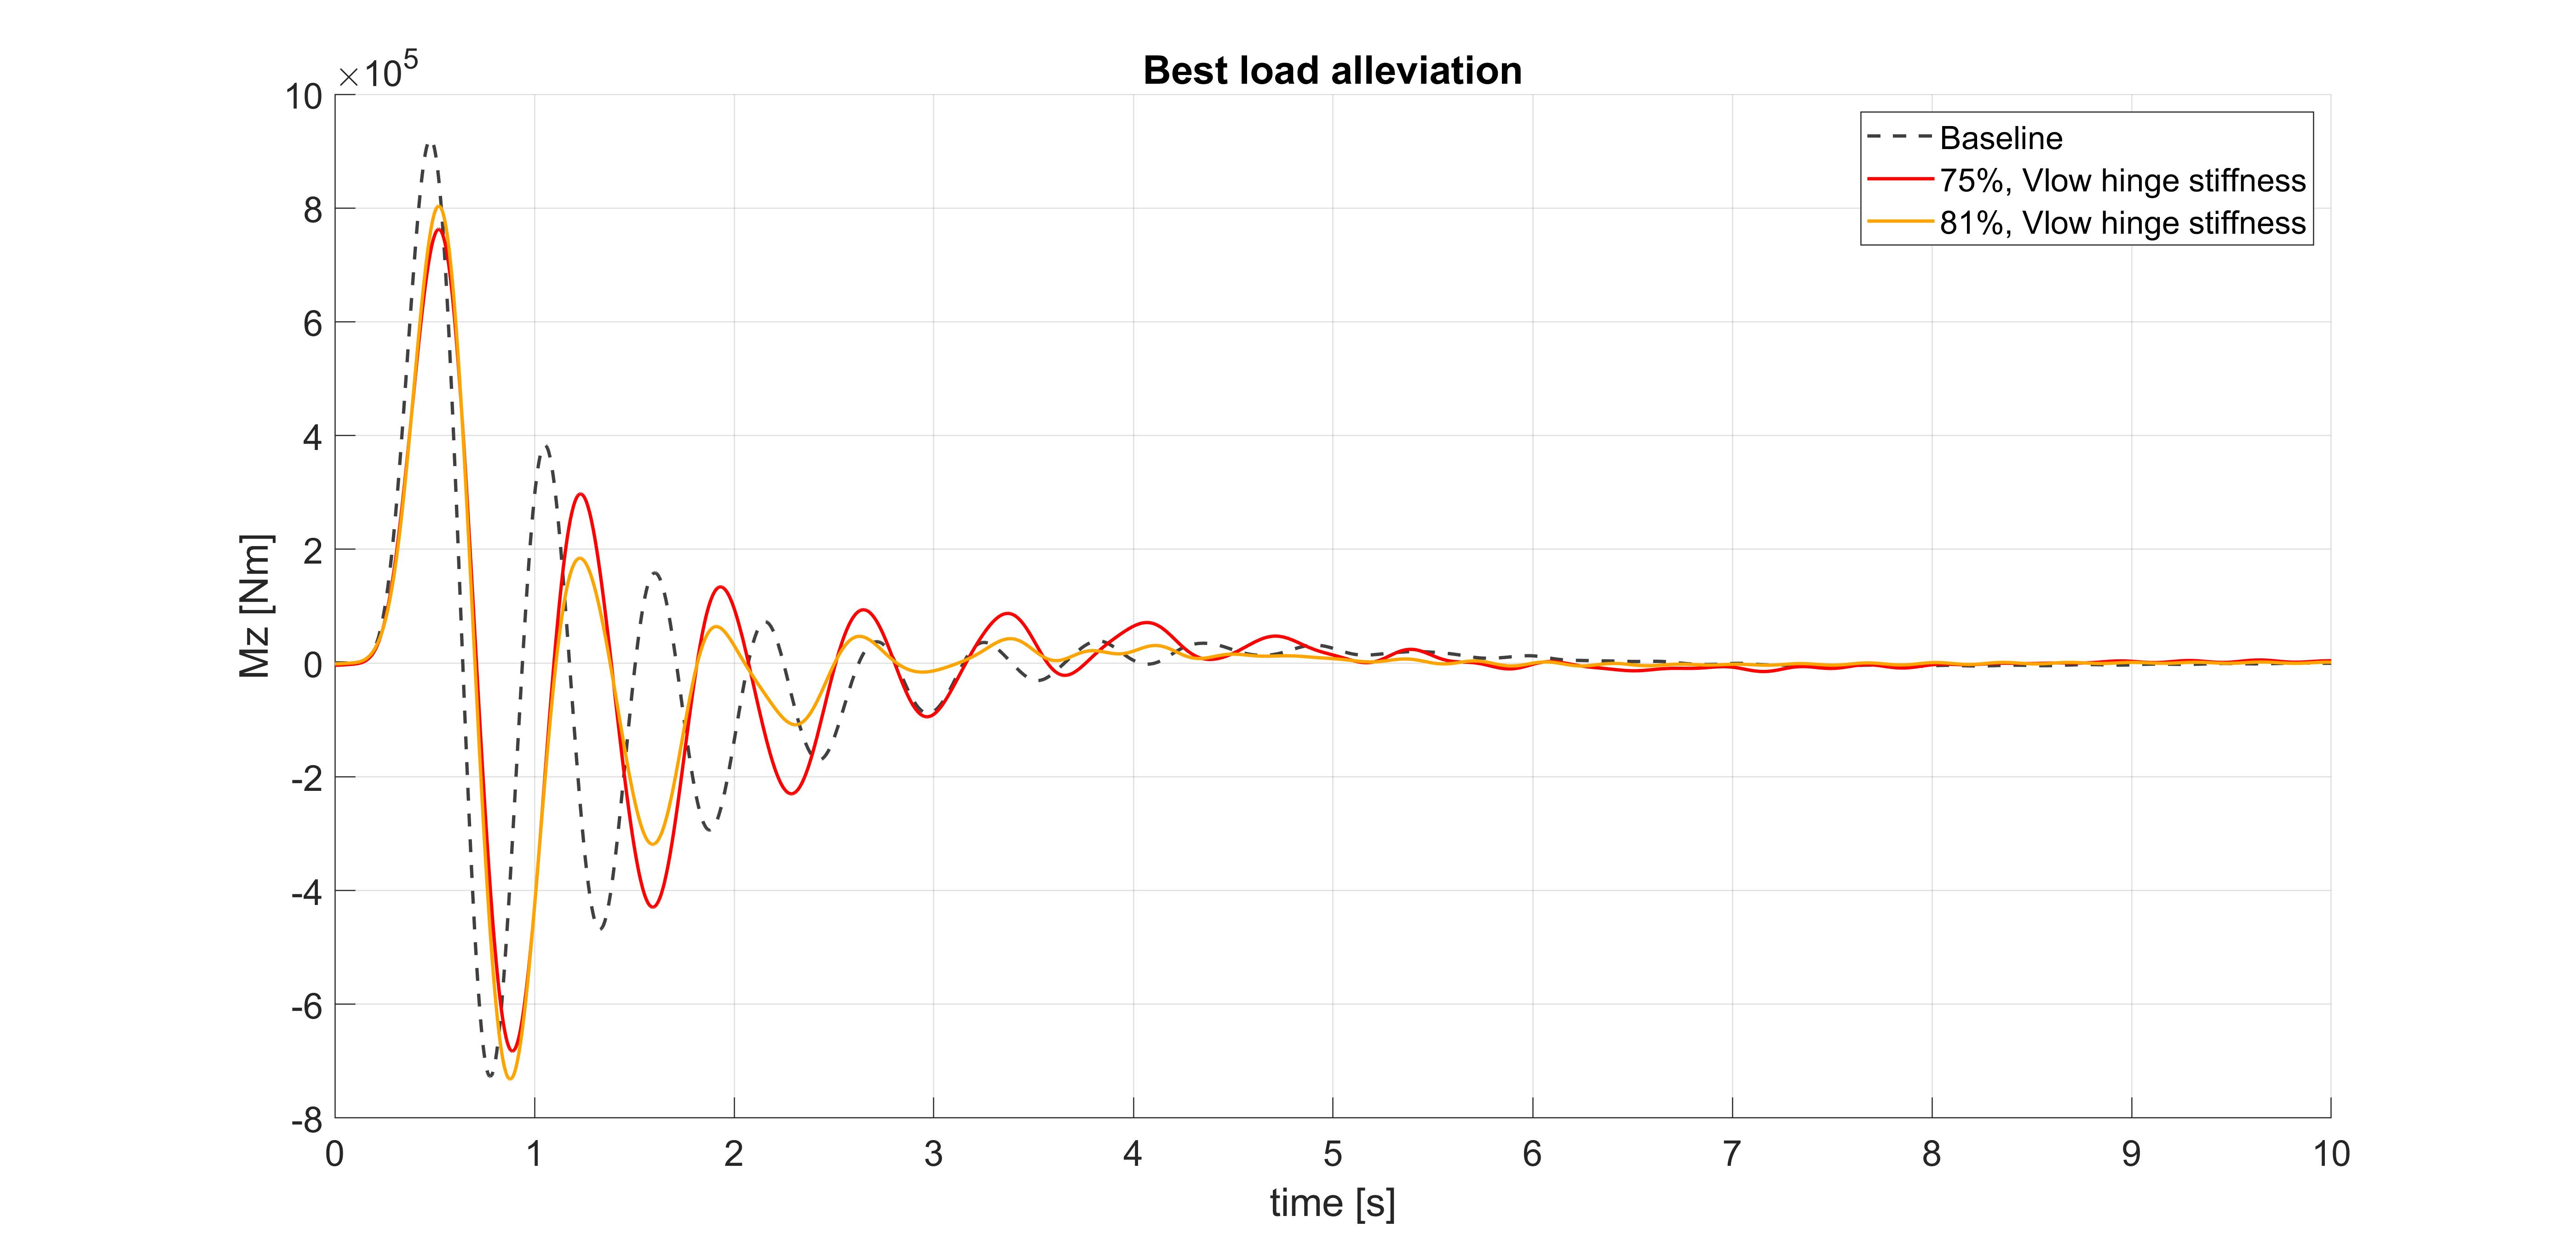 Best load alleviation
×10^5
10
8
6
4
2
0
-2
-4
-6
-8
Mz [Nm]
Baseline
75%, Vlow hinge stiffness
81%, Vlow hinge stiffness
0 1 2 3 4 5 6 7 8 9 10
time [s]